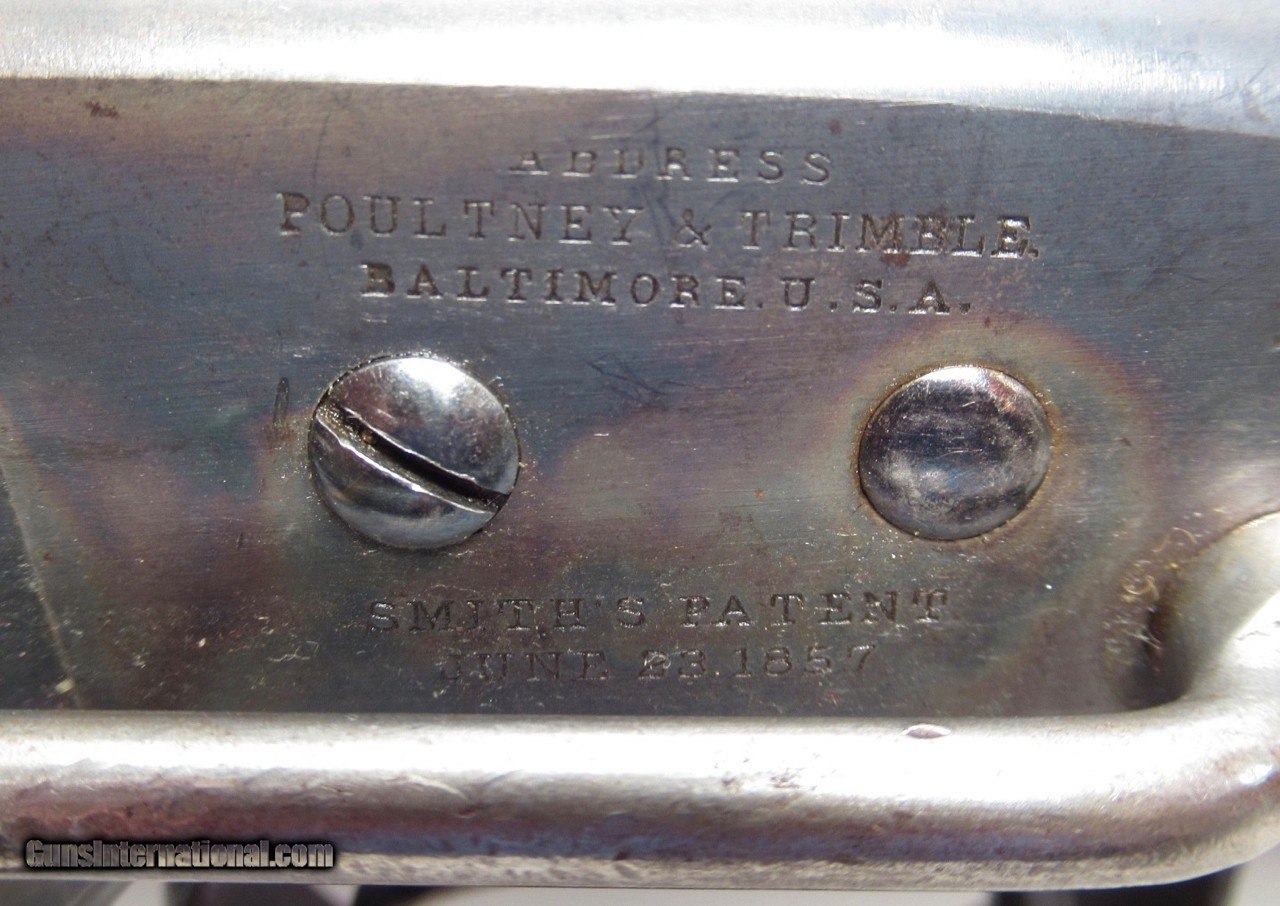 ADDRESS
POULTNEY & TRIMBLE.
BALTIMORE. U.S.A.
SMITH'S PATENT
JUNE 23.1857
GunsInternational.com